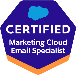 CERTIFIED
Marketing Cloud
Email Specialist